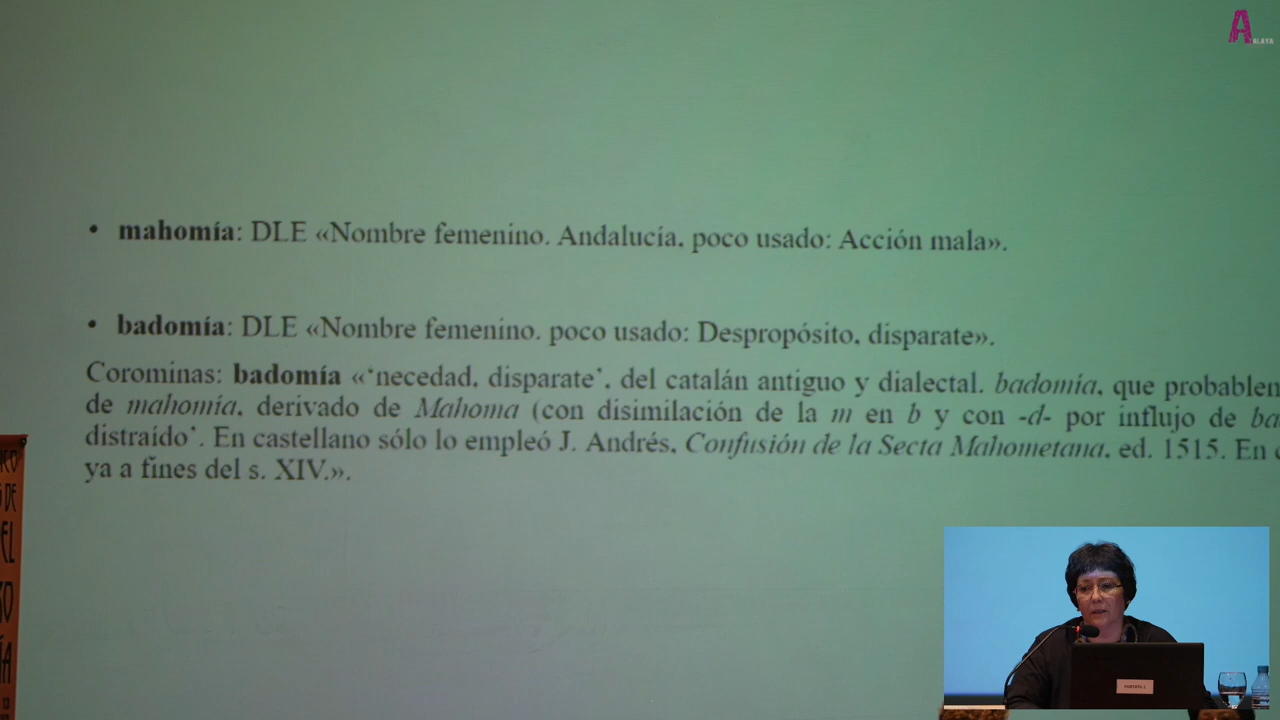 ALAYA
• mahomía: DLE «Nombre femenino. Andalucía, poco usado: Acción mala».
• badomía: DLE «Nombre femenino. poco usado: Despropósito, disparate».
Corominas: badomía «‘necedad, disparate’, del catalán antiguo y dialectal. badomía, que probablen
de mahomía, derivado de Mahoma (con disimilación de la m en b y con -d- por influjo de
distraído’. En castellano sólo lo empleó J. Andrés, Confusión de la Secta Mahometana, ed. 1515. En
ya a fines del s. XIV.».
DE
EL